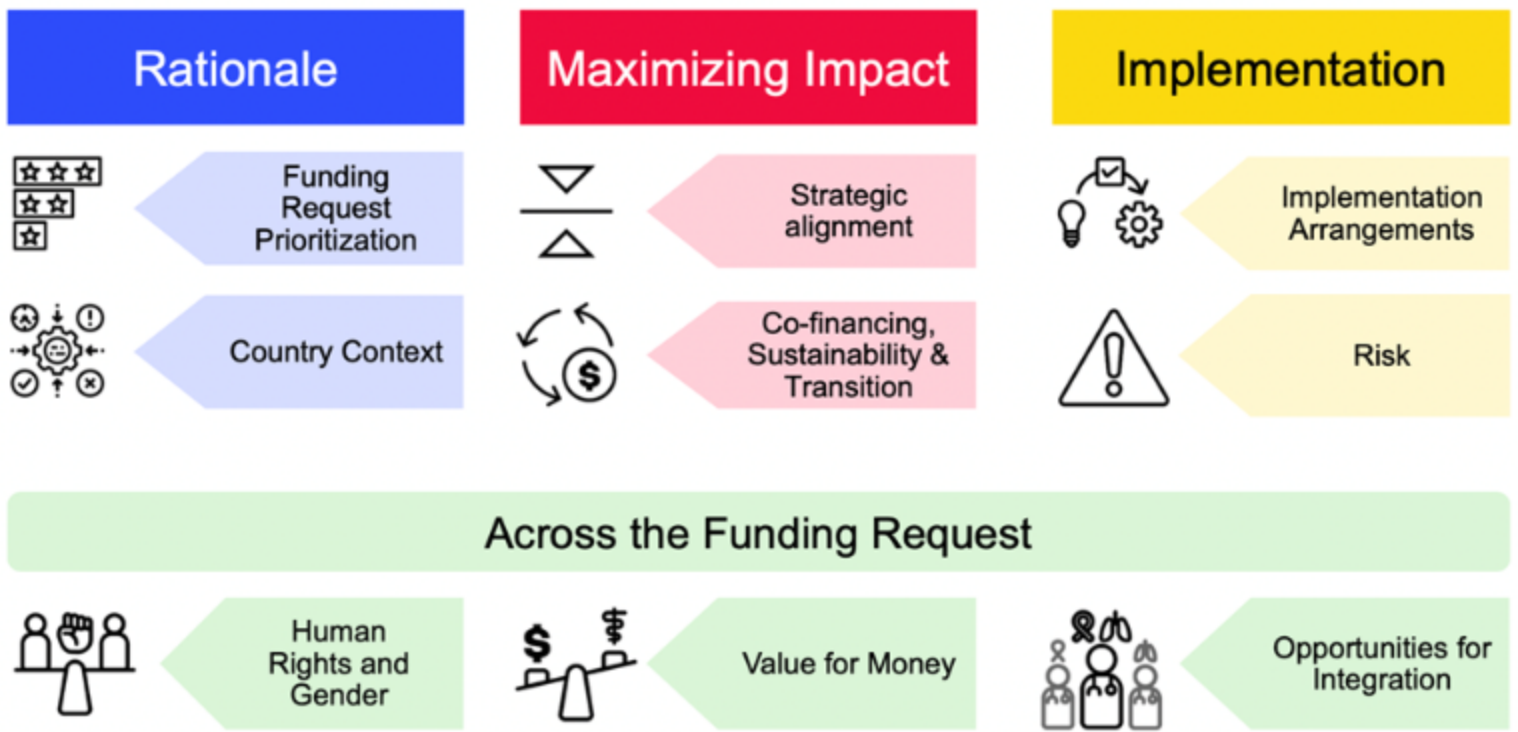 Rationale
Maximizing Impact
Implementation
Funding
Request
Prioritization
Strategic
alignment
Implementation
Arrangements
Country Context
Co-financing,
Sustainability &
Transition
Risk
Across the Funding Request
Human
Rights and
Gender
Value for Money
Opportunities for
Integration